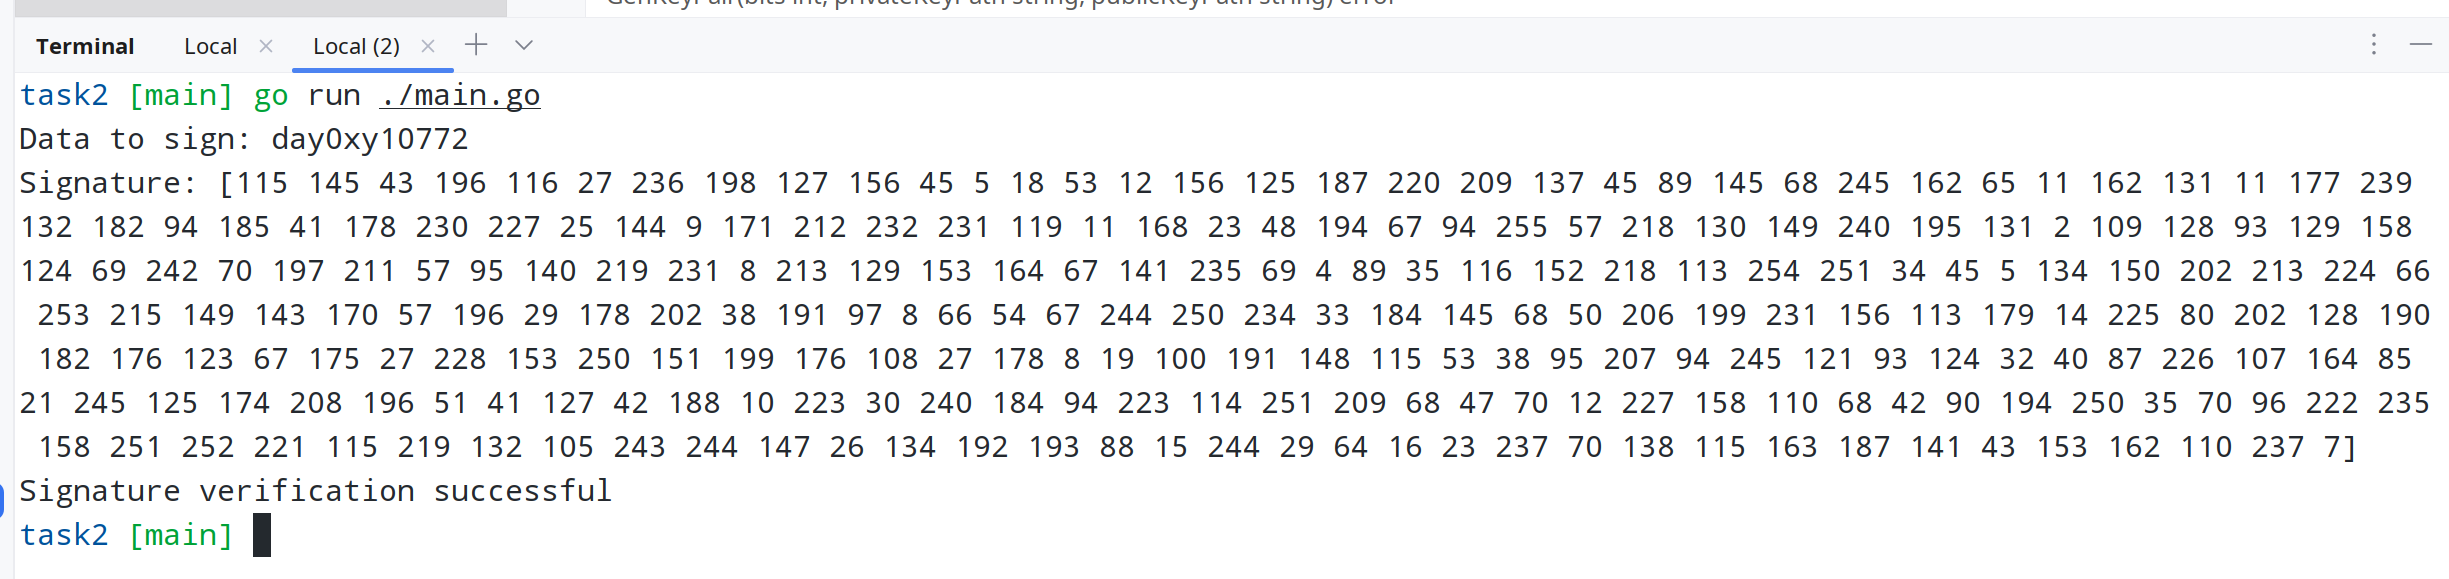 GenKeyPair(bits int, privateKeyPath string, publicKeyPath string) error
Terminal Local Local (2)
task2 [main] go run ./main.go
Data to sign: day0xy10772
Signature: [115 145 43 196 116 27 236 198 127 156 45 5 18 53 12 156 125 187 220 209 137 45 89 145 68 245 162 65 11 162 131 11 177 239
132 182 94 185 41 178 230 227 25 144 9 171 212 232 231 119 11 168 23 48 194 67 94 255 57 218 130 149 240 195 131 2 109 128 93 129 158
124 69 242 70 197 211 57 95 140 219 231 8 213 129 153 164 67 141 235 69 4 89 35 116 152 218 113 254 251 34 45 5 134 150 202 213 224 66
253 215 149 143 170 57 196 29 178 202 38 191 97 8 66 54 67 244 250 234 33 184 145 68 50 206 199 231 156 113 179 14 225 80 202 128 190
182 176 123 67 175 27 228 153 250 151 199 176 108 27 178 8 19 100 191 148 115 53 38 95 207 94 245 121 93 124 32 40 87 226 107 164 85
21 245 125 174 208 196 51 41 127 42 188 10 223 30 240 184 94 223 114 251 209 68 47 70 12 227 158 110 68 42 90 194 250 35 70 96 222 235
158 251 252 221 115 219 132 105 243 244 147 26 134 192 193 88 15 244 29 64 16 23 237 70 138 115 163 187 141 43 153 162 110 237 7]
Signature verification successful
task2 [main]